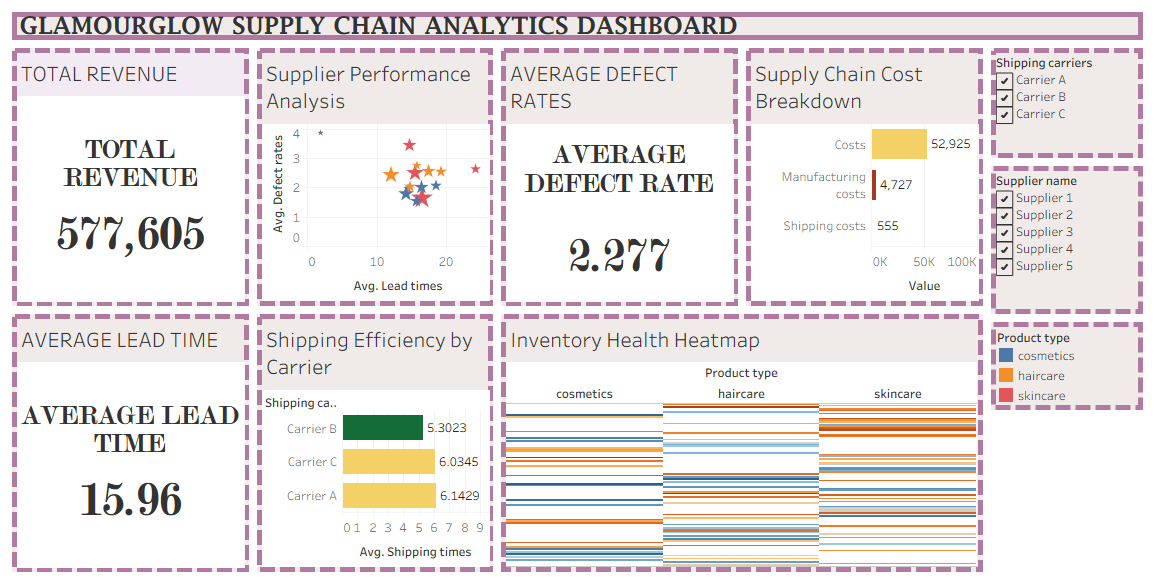 GLAMOURGLOW SUPPLY CHAIN ANALYTICS DASHBOARD
TOTAL REVENUE
TOTAL
REVENUE
577,605
Supplier Performance
Analysis
Avg. Defect rates
4
3
2
1
0
0
10
20
Avg. Lead times
AVERAGE DEFECT
RATES
AVERAGE
DEFECT RATE
2.277
Supply Chain Cost
Breakdown
Costs
52,925
Manufacturing
costs
4,727
Shipping costs
555
0K
50K
100K
Value
Shipping carriers
Carrier A
Carrier B
Carrier C
Supplier name
Supplier 1
Supplier 2
Supplier 3
Supplier 4
Supplier 5
Product type
cosmetics
haircare
skincare
AVERAGE LEAD TIME
AVERAGE LEAD
TIME
15.96
Shipping Efficiency by
Carrier
Shipping ca..
Carrier B
5.3023
Carrier C
6.0345
Carrier A
6.1429
0 1 2 3 4 5 6 7 8 9
Avg. Shipping times
Inventory Health Heatmap
Product type
cosmetics
haircare
skincare